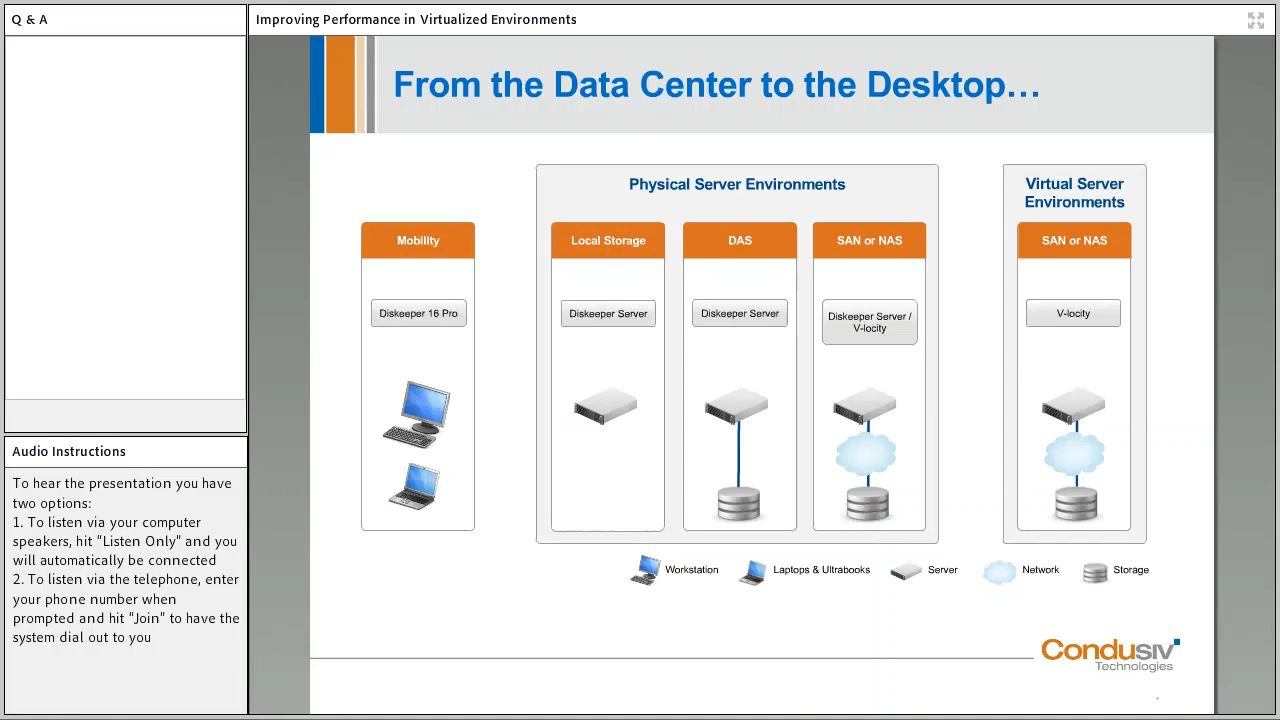 Q & A
Improving Performance in Virtualized Environments
From the Data Center to the Desktop…
Physical Server Environments
Virtual Server
Environments
Mobility
Local Storage
DAS
SAN or NAS
SAN or NAS
Diskeeper 16 Pro
Diskeeper Server
Diskeeper Server
Diskeeper Server /
V-locity
V-locity
Workstation
Laptops & Ultrabooks
Server
Network
Storage
Condusiv
Technologies
Audio Instructions
To hear the presentation you have
two options:
1. To listen via your computer
speakers, hit "Listen Only" and you
will automatically be connected
2. To listen via the telephone, enter
your phone number when
prompted and hit "Join" to have the
system dial out to you